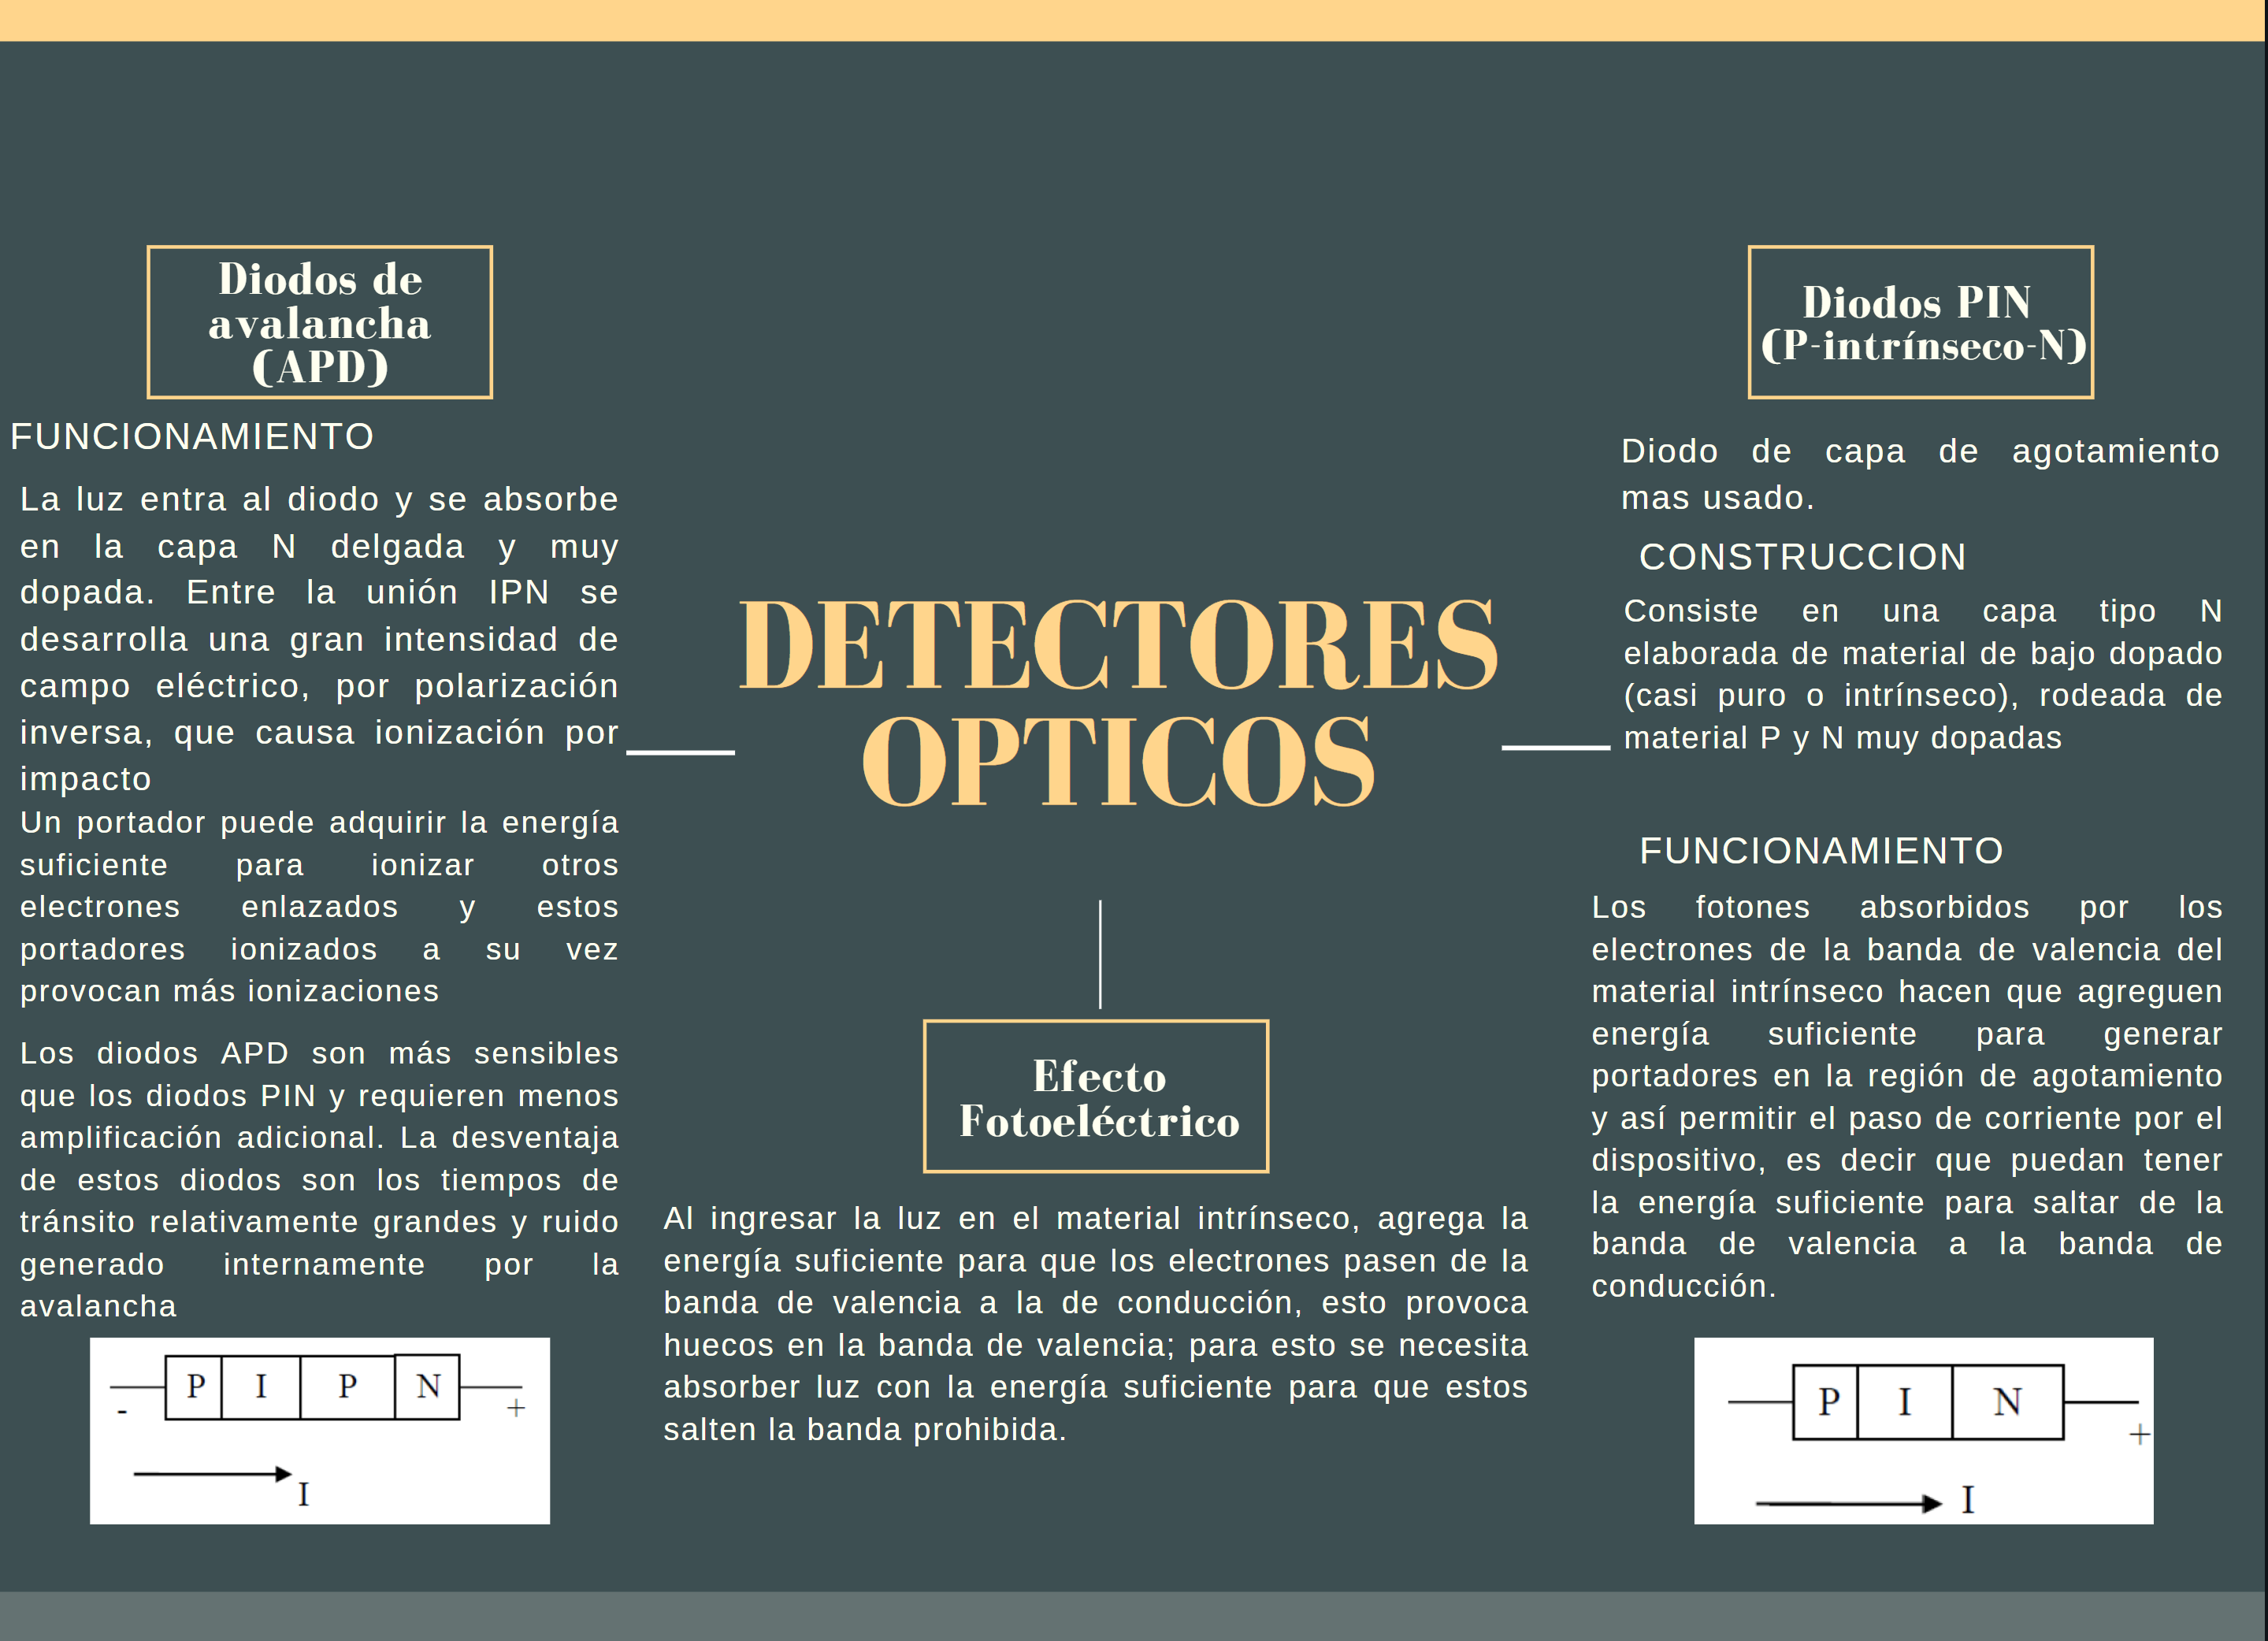 Diodos de
avalancha
(APD)
FUNCIONAMIENTO
La luz entra al diodo y se absorbe
en la capa N delgada y muy
dopada. Entre la unión IPN se
desarrolla una gran intensidad de
campo eléctrico, por polarización
inversa, que causa ionización por
impacto
Un portador puede adquirir la energía
suficiente para ionizar otros
electrones enlazados y estos
portadores ionizados a su vez
provocan más ionizaciones
Los diodos APD son más sensibles
que los diodos PIN y requieren menos
amplificación adicional. La desventaja
de estos diodos son los tiempos de
tránsito relativamente grandes y ruido
generado internamente por la
avalancha
P I P N
- +
I
DETECTORES
OPTICOS
Efecto
Fotoeléctrico
Al ingresar la luz en el material intrínseco, agrega la
energía suficiente para que los electrones pasen de la
banda de valencia a la de conducción, esto provoca
huecos en la banda de valencia; para esto se necesita
absorber luz con la energía suficiente para que estos
salten la banda prohibida.
Diodos PIN
(P-intrínseco-N)
Diodo de capa de agotamiento
mas usado.
CONSTRUCCION
Consiste en una capa tipo N
elaborada de material de bajo dopado
(casi puro o intrínseco), rodeada de
material P y N muy dopadas
FUNCIONAMIENTO
Los fotones absorbidos por los
electrones de la banda de valencia del
material intrínseco hacen que agreguen
energía suficiente para generar
portadores en la región de agotamiento
y así permitir el paso de corriente por el
dispositivo, es decir que puedan tener
la energía suficiente para saltar de la
banda de valencia a la banda de
conducción.
P I N
+
I